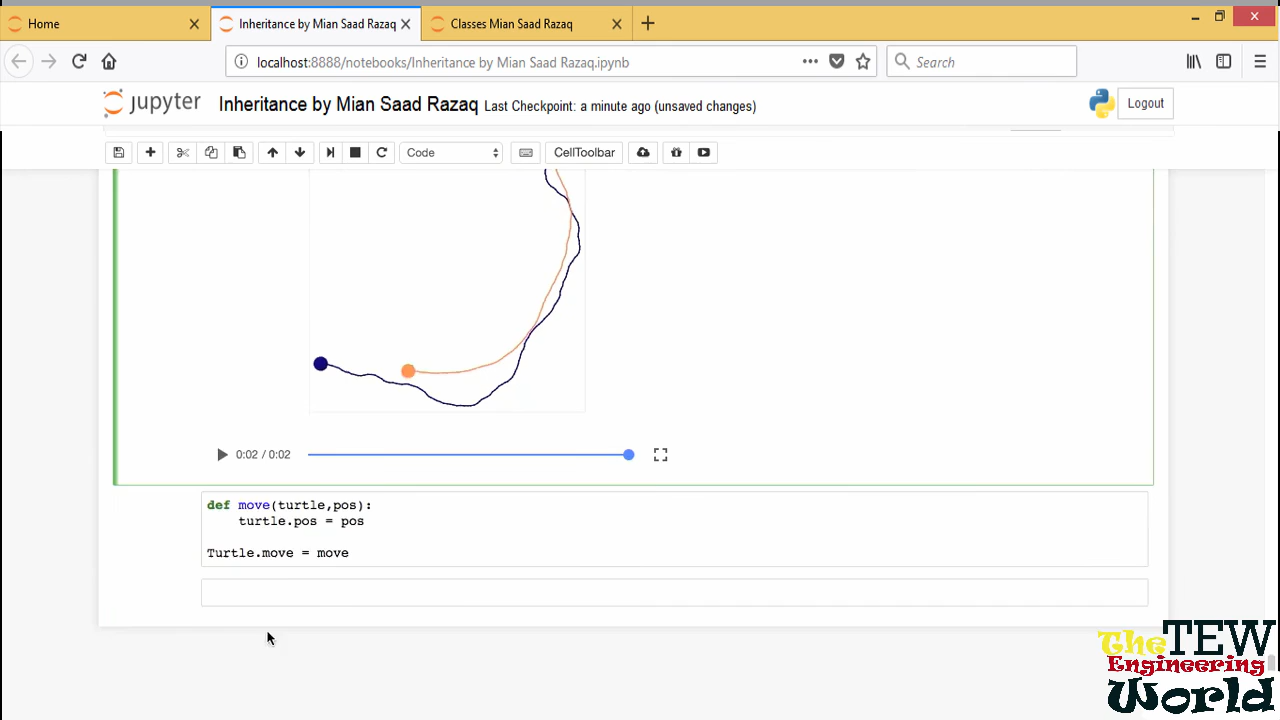 Home
Inheritance by Mian Saad Razaq
Classes Mian Saad Razaq
localhost:8888/notebooks/Inheritance by Mian Saad Razaq.ipynb
Search
jupyter
Inheritance by Mian Saad Razaq Last Checkpoint: a minute ago (unsaved changes)
Logout
Code
CellToolbar
0:02 / 0:02
def move(turtle,pos):
    turtle.pos = pos
Turtle.move = move
The TEW
Engineering
World